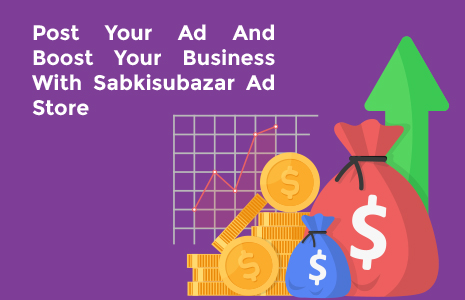 Post Your Ad And
Boost Your Business
With Sabkisubazar Ad
Store
$
$
$
$